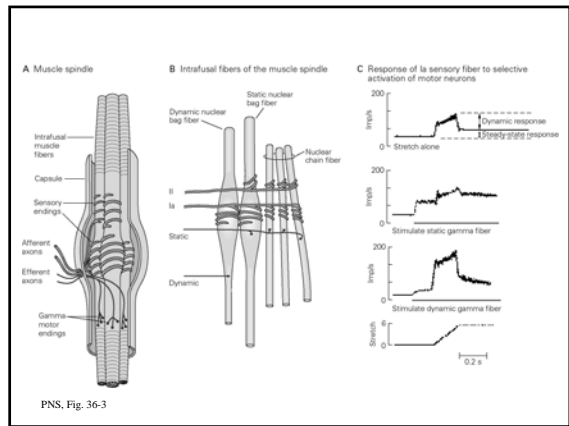 A Muscle spindle
Intrafusal
muscle
fibers
Capsule
Sensory
endings
Afferent
axons
Efferent
axons
Gamma
motor
endings
B Intrafusal fibers of the muscle spindle
Static nuclear
bag fiber
Dynamic nuclear
bag fiber
Nuclear
chain fiber
II
Ia
Static
Dynamic
C Response of Ia sensory fiber to selective
activation of motor neurons
200
Imp/s
0
Dynamic response
Steady-state response
Stretch alone
200
Imp/s
0
Stimulate static gamma fiber
200
Imp/s
0
Stimulate dynamic gamma fiber
6
Stretch
0
0.2 s
PNS, Fig. 36-3